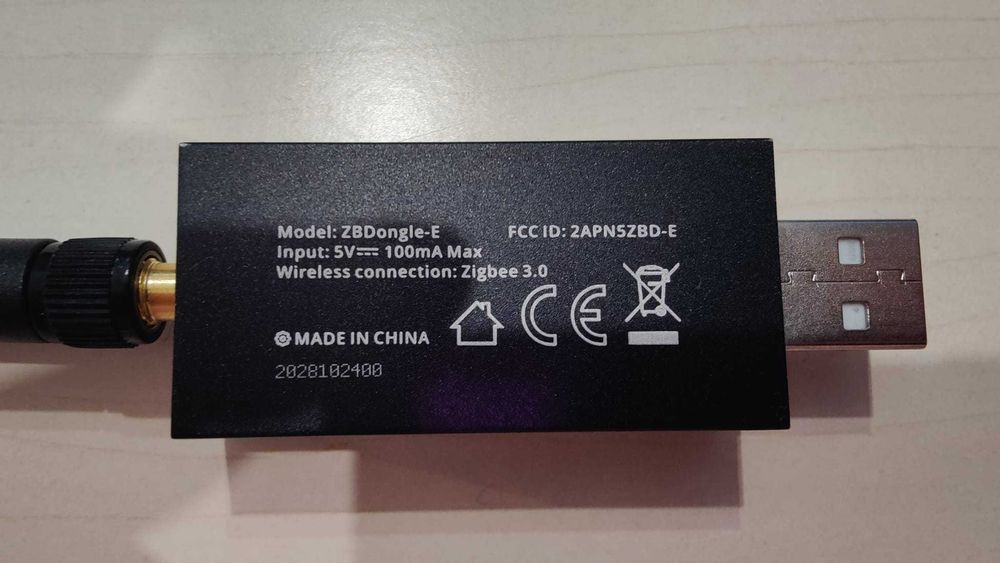 Model: ZBDongle-E FCC ID: 2APN5ZBD-E
Input: 5V⎓ 100mA Max
Wireless connection: Zigbee 3.0
MADE IN CHINA
CE
2028102400